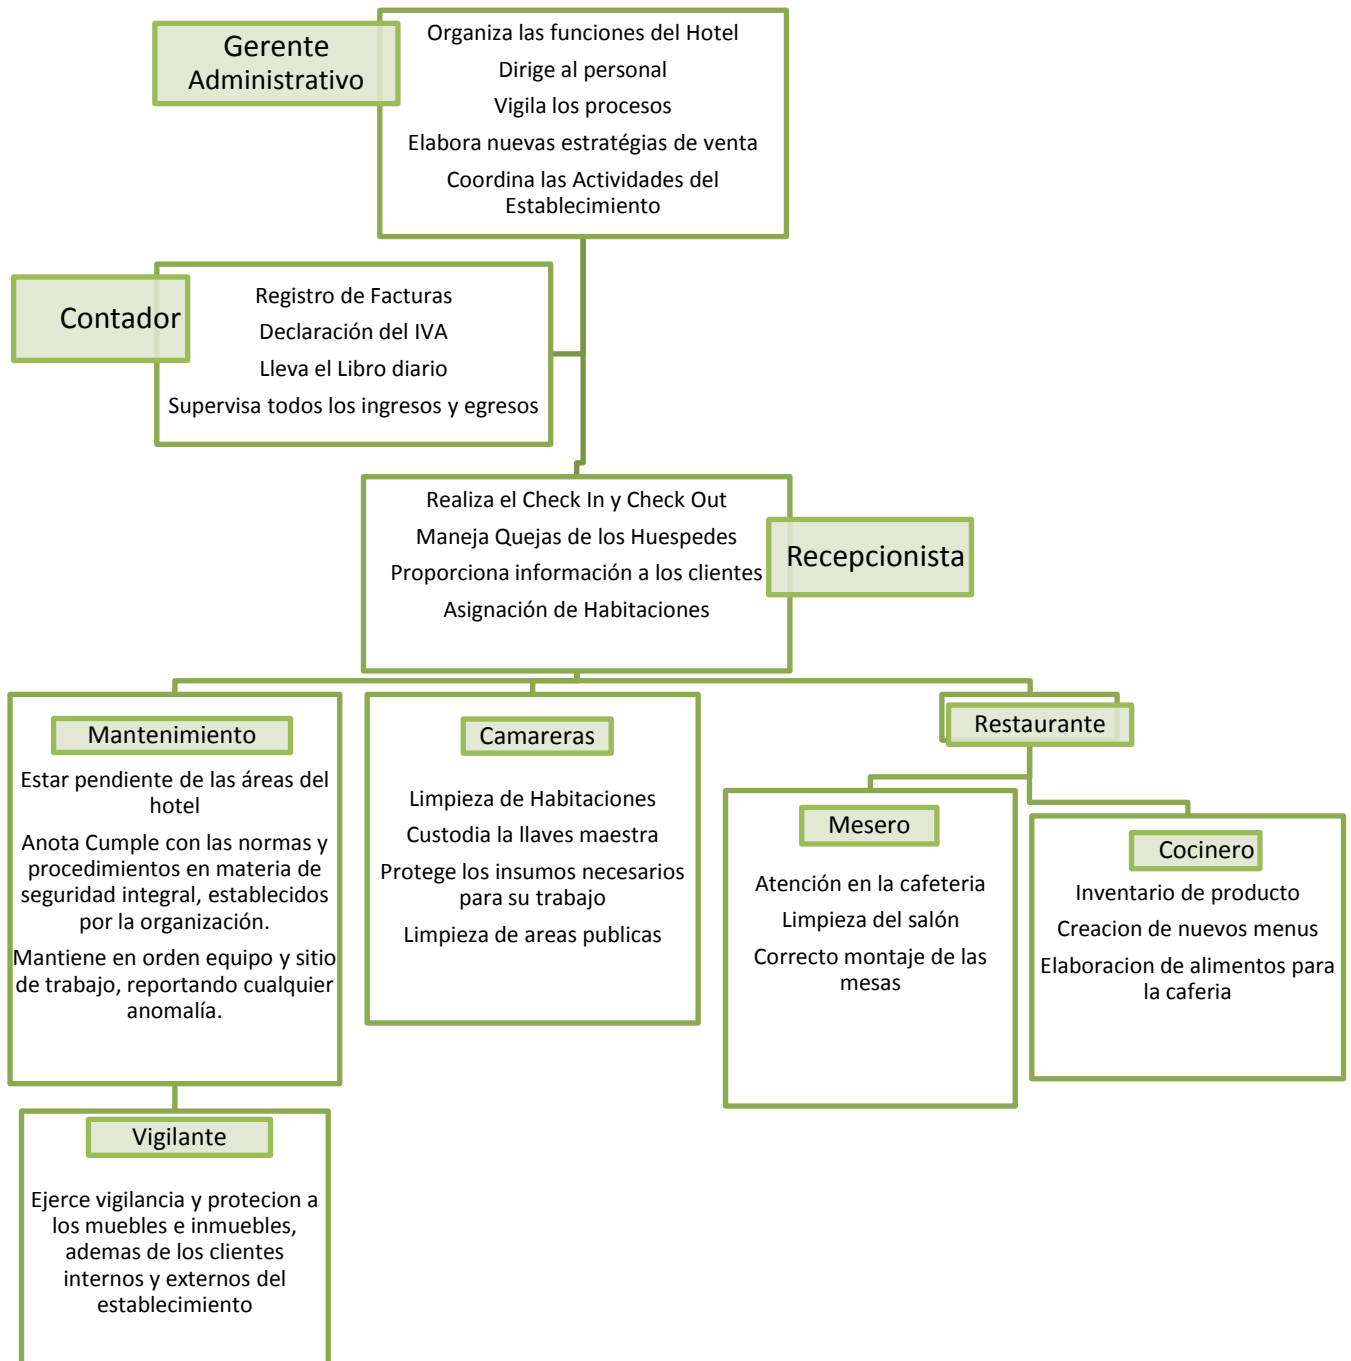 Gerente
Administrativo
Organiza las funciones del Hotel
Dirige al personal
Vigila los procesos
Elabora nuevas estratégias de venta
Coordina las Actividades del
Establecimiento
Contador
Registro de Facturas
Declaración del IVA
Lleva el Libro diario
Supervisa todos los ingresos y egresos
Realiza el Check In y Check Out
Maneja Quejas de los Huespedes
Proporciona información a los clientes
Asignación de Habitaciones
Recepcionista
Mantenimiento
Estar pendiente de las áreas del
hotel
Anota Cumple con las normas y
procedimientos en materia de
seguridad integral, establecidos
por la organización.
Mantiene en orden equipo y sitio
de trabajo, reportando cualquier
anomalía.
Camareras
Limpieza de Habitaciones
Custodia la llaves maestra
Protege los insumos necesarios
para su trabajo
Limpieza de areas publicas
Restaurante
Mesero
Atención en la cafeteria
Limpieza del salón
Correcto montaje de las
mesas
Cocinero
Inventario de producto
Creacion de nuevos menus
Elaboracion de alimentos para
la caferia
Vigilante
Ejerce vigilancia y protecion a
los muebles e inmuebles,
ademas de los clientes
internos y externos del
establecimiento